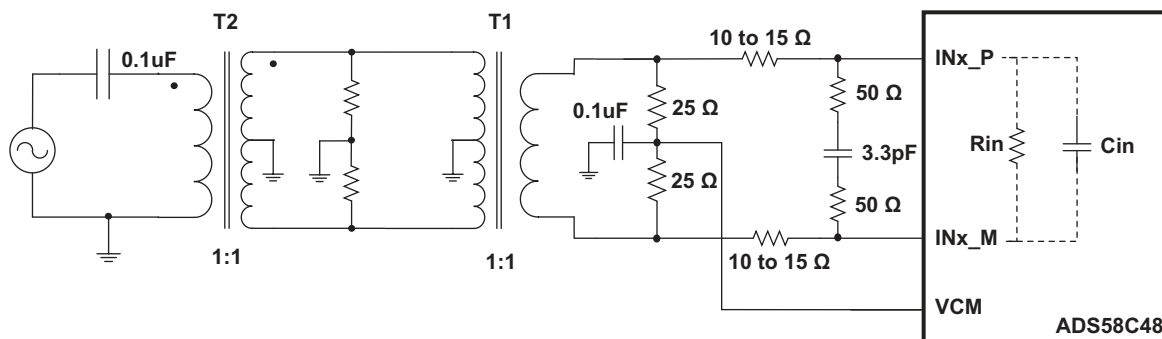 T2
T1
0.1uF
10 to 15 Ω
INx_P
50 Ω
0.1uF
25 Ω
3.3pF
Rin
Cin
25 Ω
50 Ω
INx_M
1:1
1:1
10 to 15 Ω
VCM
ADS58C48